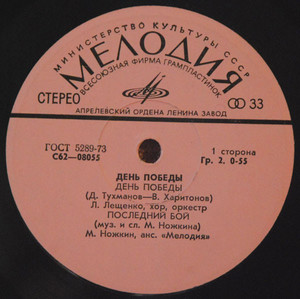 МИНИСТЕРСТВО КУЛЬТУРЫ СССР
МЕЛОДИЯ
ВСЕСОЮЗНАЯ ФИРМА ГРАМПЛАСТИНОК
СТЕРЕО
33
АПРЕЛЕВСКИЙ ОРДЕНА ЛЕНИНА ЗАВОД
ГОСТ 5289-73
С62—08055
1 сторона
Гр. 2. 0-55
ДЕНЬ ПОБЕДЫ
ДЕНЬ ПОБЕДЫ
(Д. Тухманов—В. Харитонов)
Л. Лещенко, хор, оркестр
ПОСЛЕДНИЙ БОЙ
(муз. и сл. М. Ножкина)
М. Ножкин, анс. «Мелодия»